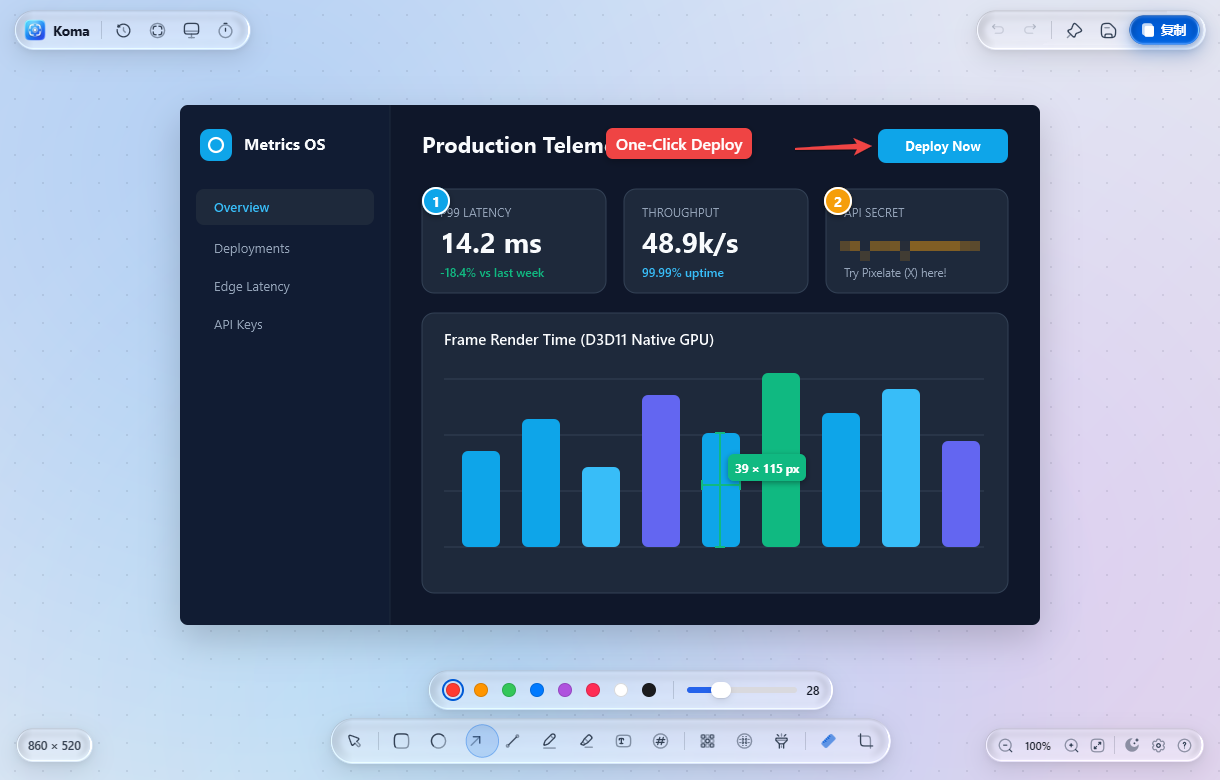 Koma
复制
Metrics OS
Production Telem
One-Click Deploy
Deploy Now
Overview
Deployments
Edge Latency
API Keys
1
P99 LATENCY
14.2 ms
-18.4% vs last week
THROUGHPUT
48.9k/s
99.99% uptime
2
API SECRET
Try Pixelate (X) here!
Frame Render Time (D3D11 Native GPU)
39 × 115 px
28
860 × 520
T
#
100%
?